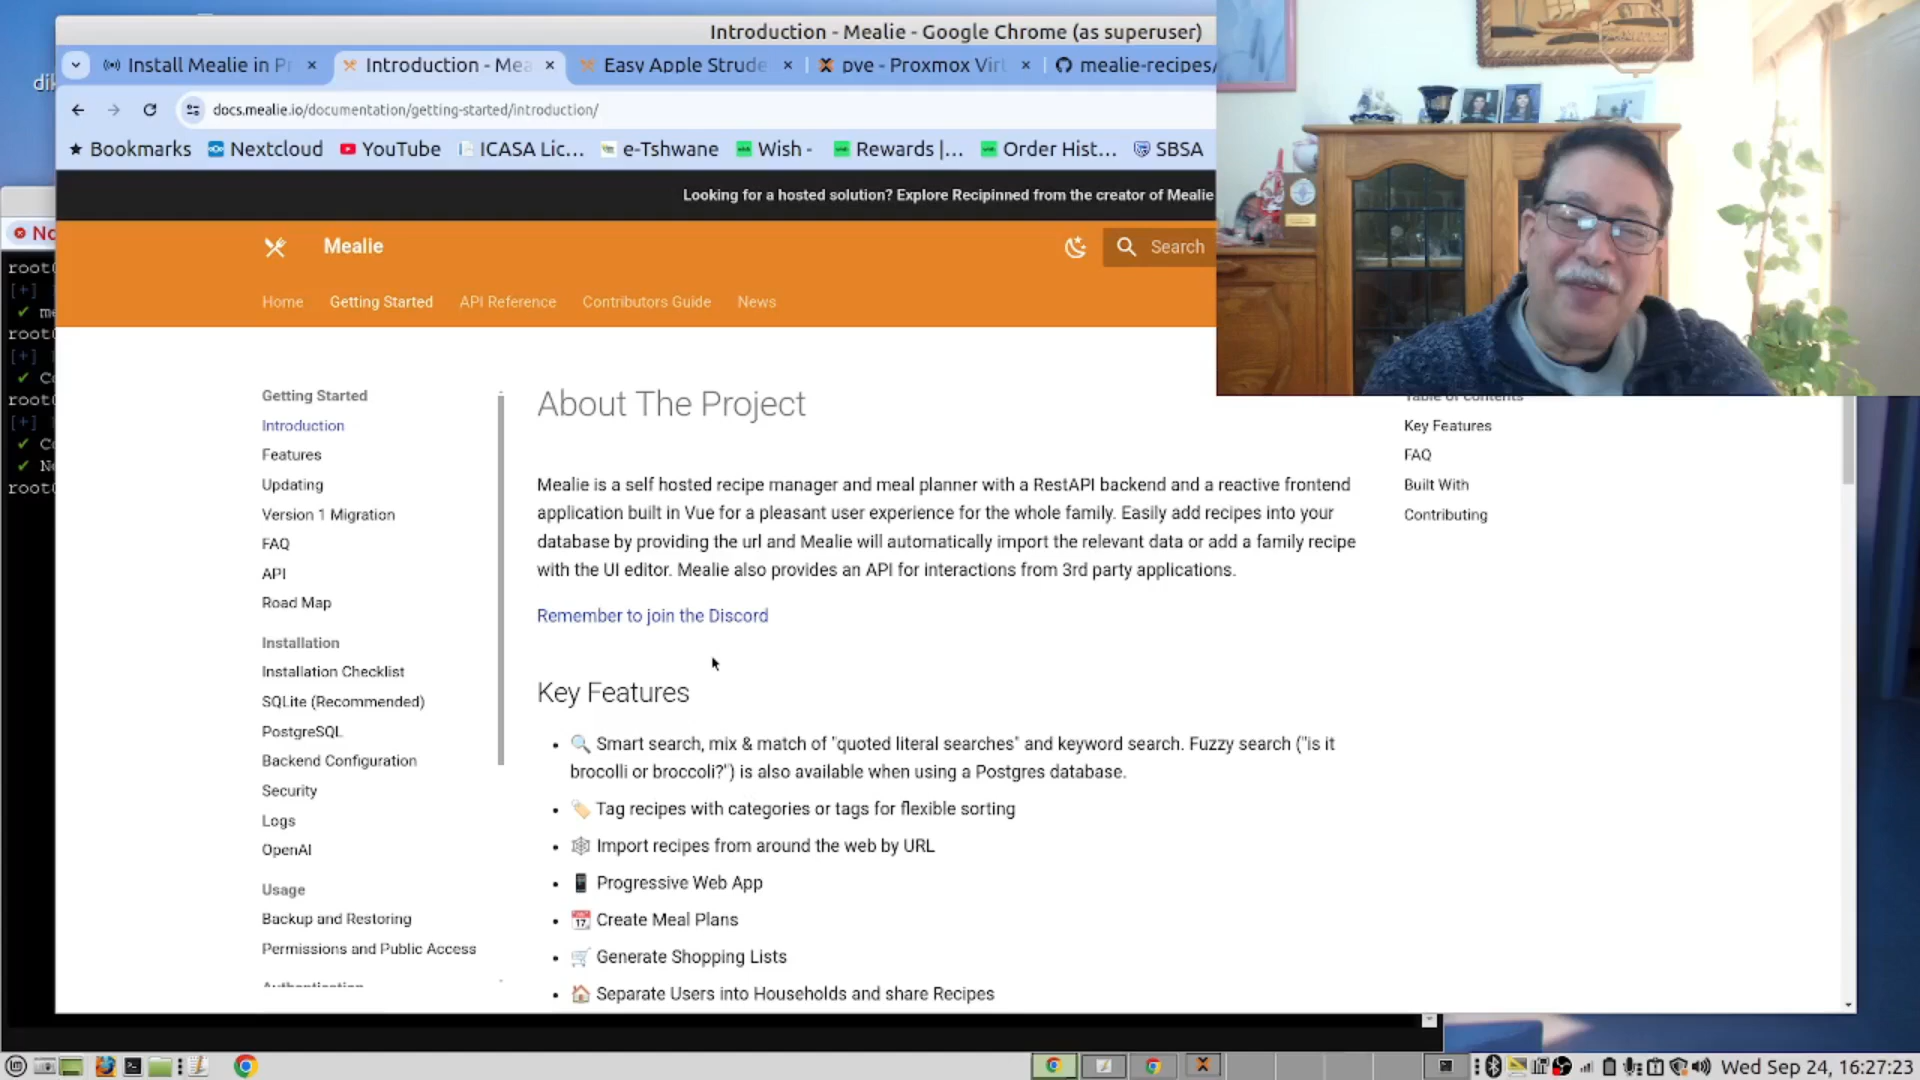 Introduction - Mealie - Google Chrome (as superuser)
Install Mealie in P
Introduction - Mea
Easy Apple Strude
pve - Proxmox Virt
mealie-recipes/
docs.mealie.io/documentation/getting-started/introduction/
Bookmarks
Nextcloud
YouTube
ICASA Lic...
e-Tshwane
Wish -
Rewards |...
Order Hist...
SBSA
Looking for a hosted solution? Explore Recipinned from the creator of Mealie
Mealie
Search
Home
Getting Started
API Reference
Contributors Guide
News
Getting Started
Introduction
Features
Updating
Version 1 Migration
FAQ
API
Road Map
Installation
Installation Checklist
SQLite (Recommended)
PostgreSQL
Backend Configuration
Security
Logs
OpenAI
Usage
Backup and Restoring
Permissions and Public Access
About The Project
Mealie is a self hosted recipe manager and meal planner with a RestAPI backend and a reactive frontend
application built in Vue for a pleasant user experience for the whole family. Easily add recipes into your
database by providing the url and Mealie will automatically import the relevant data or add a family recipe
with the UI editor. Mealie also provides an API for interactions from 3rd party applications.
Remember to join the Discord
Key Features
• 🔍 Smart search, mix & match of "quoted literal searches" and keyword search. Fuzzy search ("is it
brocolli or broccoli?") is also available when using a Postgres database.
• 🏷️ Tag recipes with categories or tags for flexible sorting
• 🕸 Import recipes from around the web by URL
• 📱 Progressive Web App
• 📆 Create Meal Plans
• 🛒 Generate Shopping Lists
• 🏠 Separate Users into Households and share Recipes
Table of contents
Key Features
FAQ
Built With
Contributing
root
[+]
✔ me
root
[+]
✔ Co
root
[+]
✔ Co
✔ Ne
root
Wed Sep 24, 16:27:23